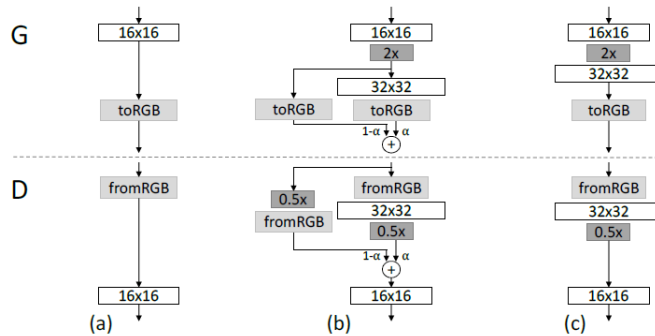 G
16x16
16x16
16x16
2x
2x
32x32
32x32
toRGB
toRGB
toRGB
toRGB
1-α
α
+
D
fromRGB
fromRGB
fromRGB
0.5x
32x32
32x32
fromRGB
0.5x
0.5x
1-α
α
+
16x16
16x16
16x16
(a)
(b)
(c)